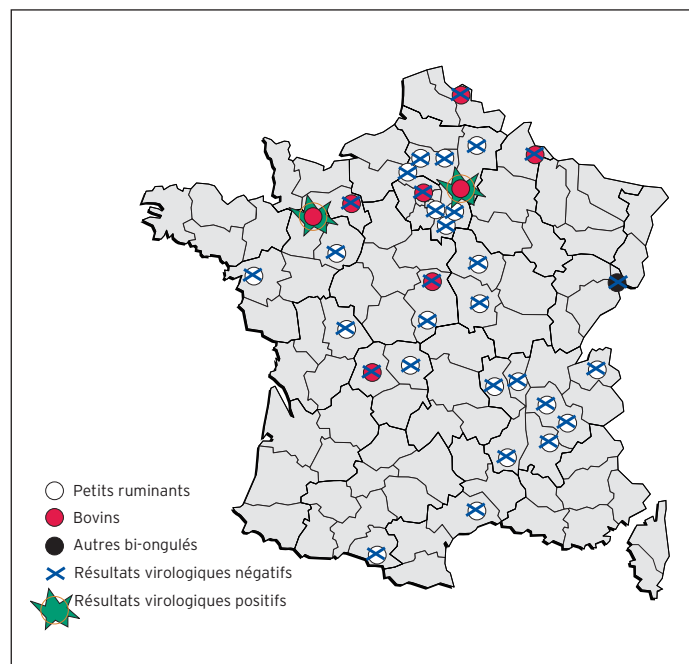 Petits ruminants
Bovins
Autres bi-ongulés
Résultats virologiques négatifs
Résultats virologiques positifs